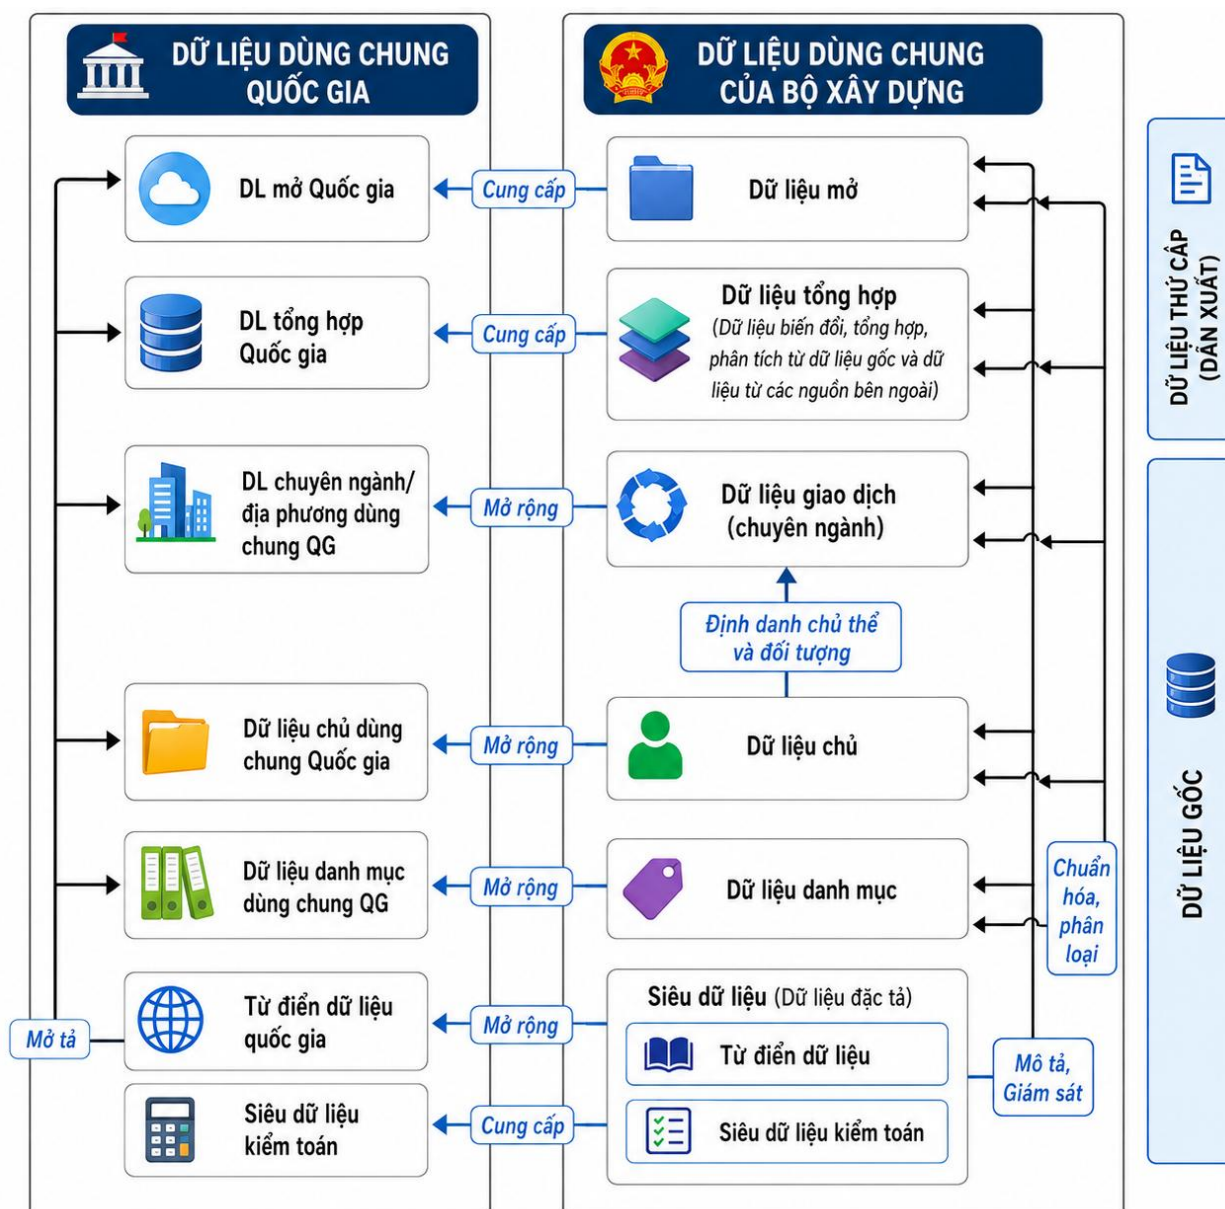 DỮ LIỆU DÙNG CHUNG
QUỐC GIA
DL mở Quốc gia
DL tổng hợp
Quốc gia
DL chuyên ngành/
địa phương dùng
chung QG
Dữ liệu chủ dùng
chung Quốc gia
Dữ liệu danh mục
dùng chung QG
Từ điển dữ liệu
quốc gia
Siêu dữ liệu
kiểm toán
Mở tả
Cung cấp
Cung cấp
Mở rộng
Mở rộng
Mở rộng
Mở rộng
Cung cấp
DỮ LIỆU DÙNG CHUNG
CỦA BỘ XÂY DỰNG
Dữ liệu mở
Dữ liệu tổng hợp
(Dữ liệu biến đổi, tổng hợp,
phân tích từ dữ liệu gốc và dữ
liệu từ các nguồn bên ngoài)
Dữ liệu giao dịch
(chuyên ngành)
Định danh chủ thể
và đối tượng
Dữ liệu chủ
Dữ liệu danh mục
Siêu dữ liệu (Dữ liệu đặc tả)
Từ điển dữ liệu
Siêu dữ liệu kiểm toán
Chuẩn
hóa,
phân
loại
Mô tả,
Giám sát
DỮ LIỆU THỨ CẤP
(DẪN XUẤT)
DỮ LIỆU GỐC